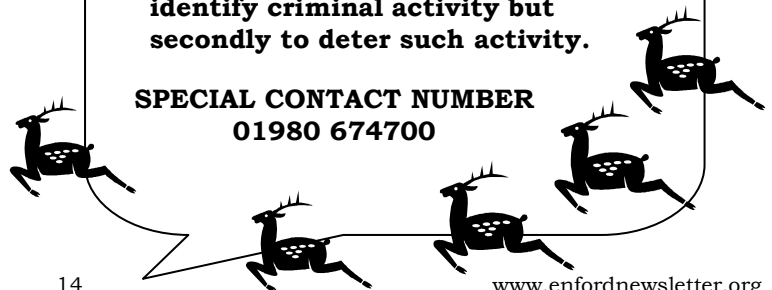 identify criminal activity but
secondly to deter such activity.
SPECIAL CONTACT NUMBER
01980 674700
14
www.enfordnewsletter.org